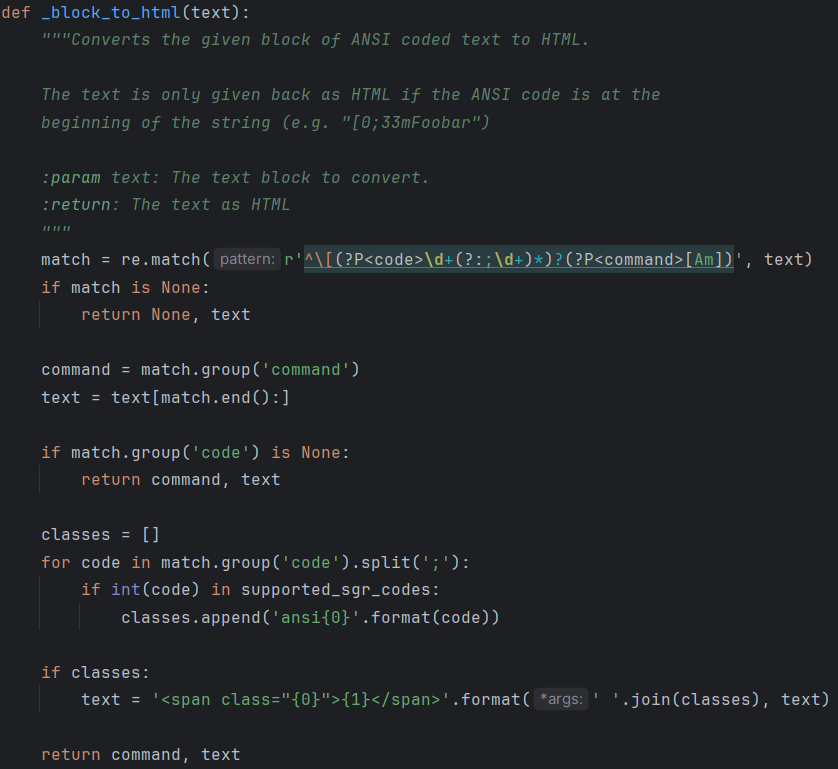 def _block_to_html(text):
    """Converts the given block of ANSI coded text to HTML.

    The text is only given back as HTML if the ANSI code is at the
    beginning of the string (e.g. "[0;33mFoobar")

    :param text: The text block to convert.
    :return: The text as HTML
    """
    match = re.match( pattern: r'^\[(?P<code>\d+(?:;\d+)*)?(?P<command>[Am])', text)
    if match is None:
        return None, text

    command = match.group('command')
    text = text[match.end():]

    if match.group('code') is None:
        return command, text

    classes = []
    for code in match.group('code').split(';'):
        if int(code) in supported_sgr_codes:
            classes.append('ansi{0}'.format(code))

    if classes:
        text = '<span class="{0}">{1}</span>'.format( *args: ' '.join(classes), text)

    return command, text